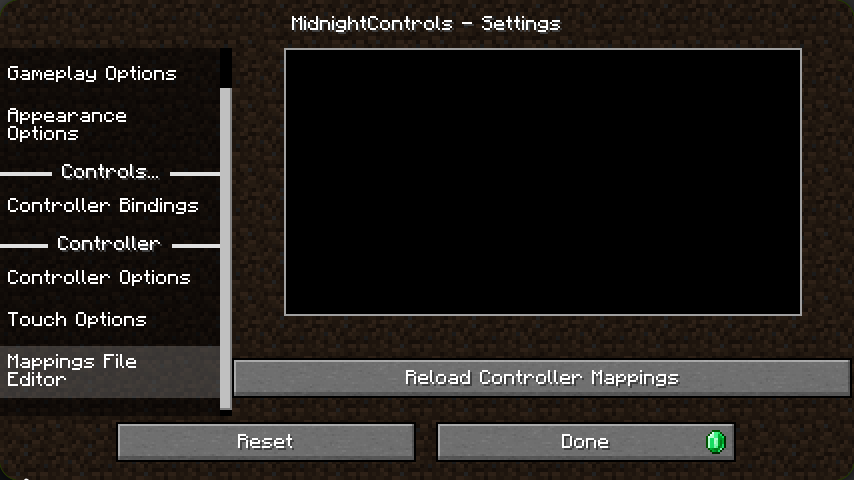 MidnightControls - Settings
Gameplay Options
Appearance
Options
Controls...
Controller Bindings
Controller
Controller Options
Touch Options
Mappings File
Editor
Reload Controller Mappings
Reset
Done